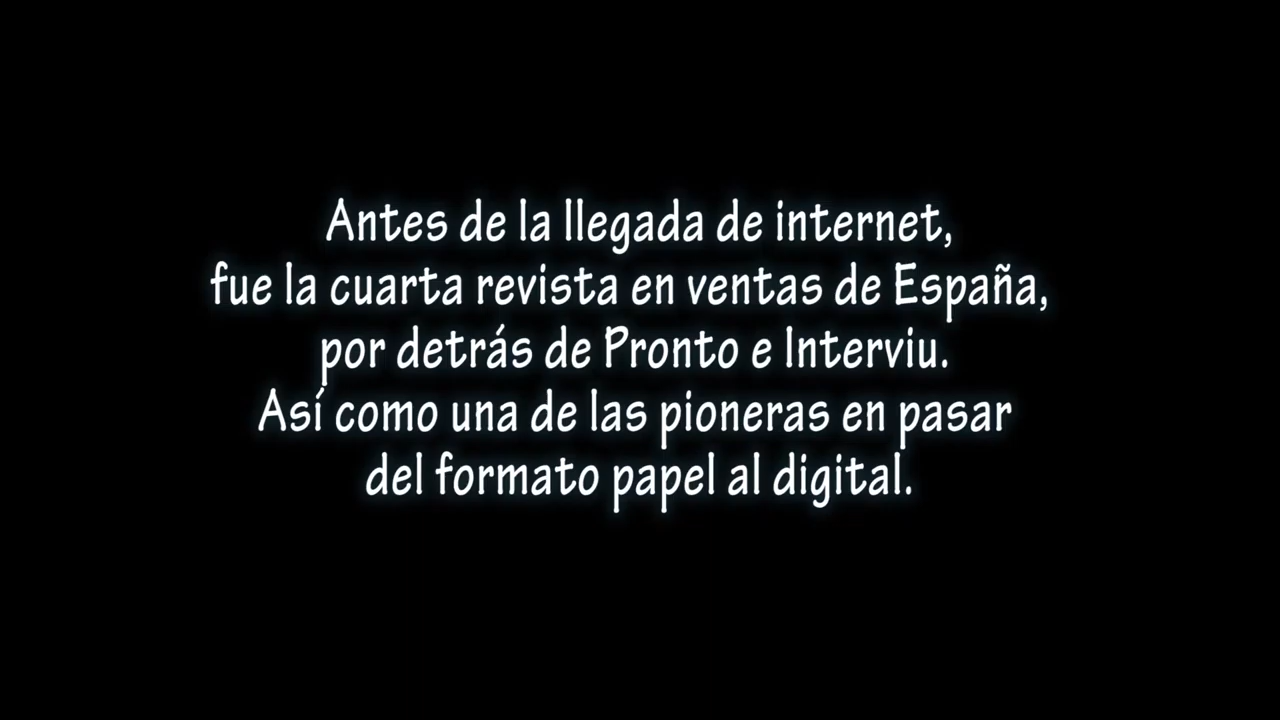 Antes de la llegada de internet,
fue la cuarta revista en ventas de España,
por detrás de Pronto e Interviu.
Así como una de las pioneras en pasar
del formato papel al digital.